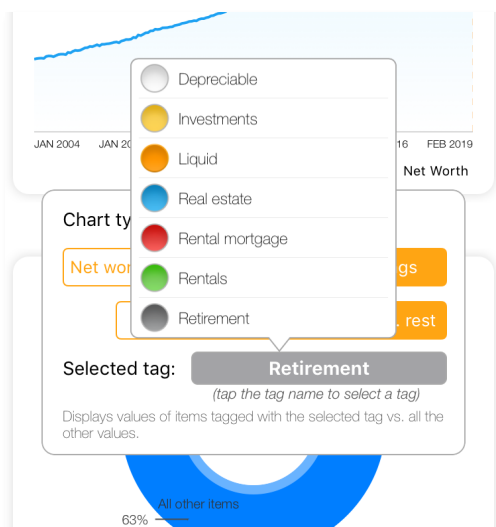 Depreciable
Investments
Liquid
Real estate
Rental mortgage
Rentals
Retirement
JAN 2004 JAN 20 16 FEB 2019
Net Worth
Chart ty
Net wor gs
. rest
Selected tag: Retirement
(tap the tag name to select a tag)
Displays values of items tagged with the selected tag vs. all the
other values.
All other items
63%